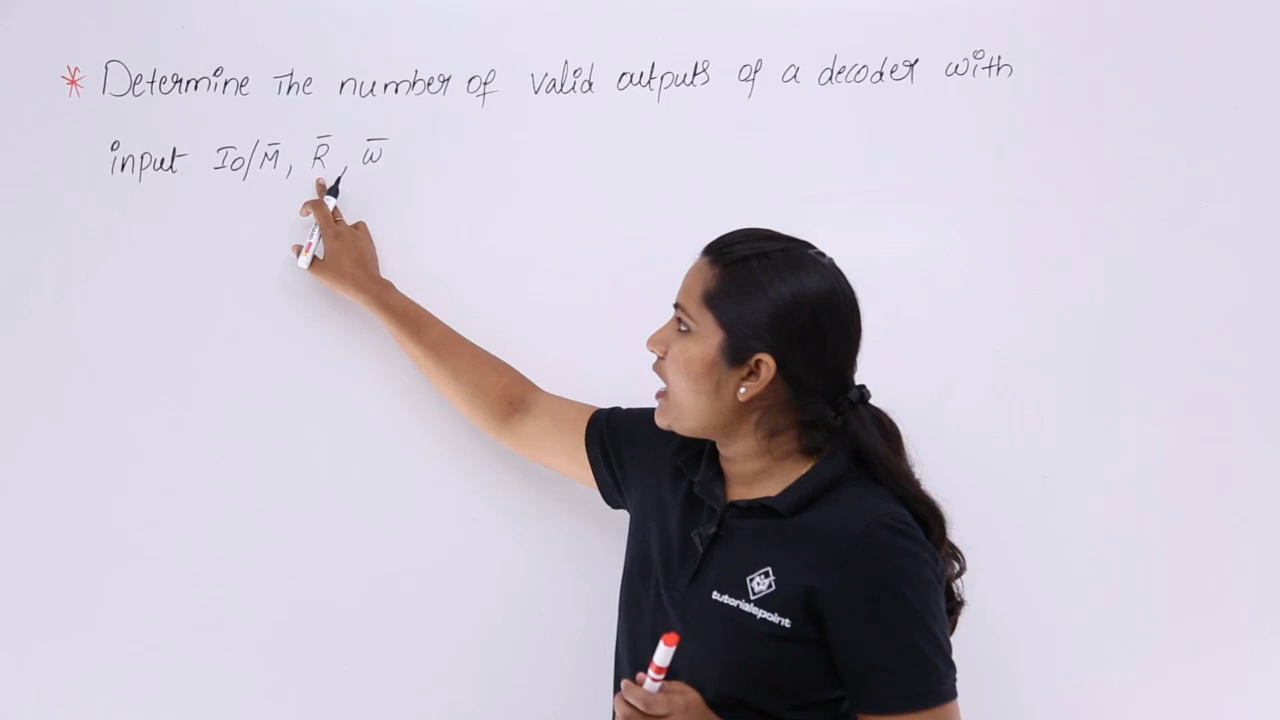 * Determine The number of valid outputs of a decoder with
input IO/M̅, R̅, W̅
tutorialspoint